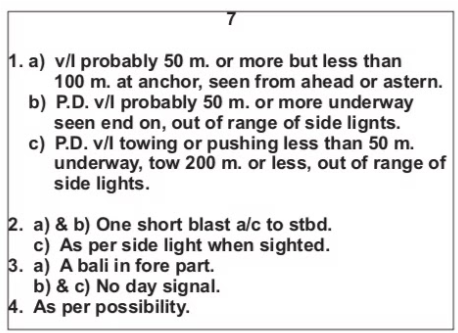 7
1. a) v/l probably 50 m. or more but less than
100 m. at anchor, seen from ahead or astern.
b) P.D. v/l probably 50 m. or more underway
seen end on, out of range of side lignts.
c) P.D. v/l towing or pushing less than 50 m.
underway, tow 200 m. or less, out of range of
side lights.
2. a) & b) One short blast a/c to stbd.
c) As per side light when sighted.
3. a) A bali in fore part.
b) & c) No day signal.
4. As per possibility.